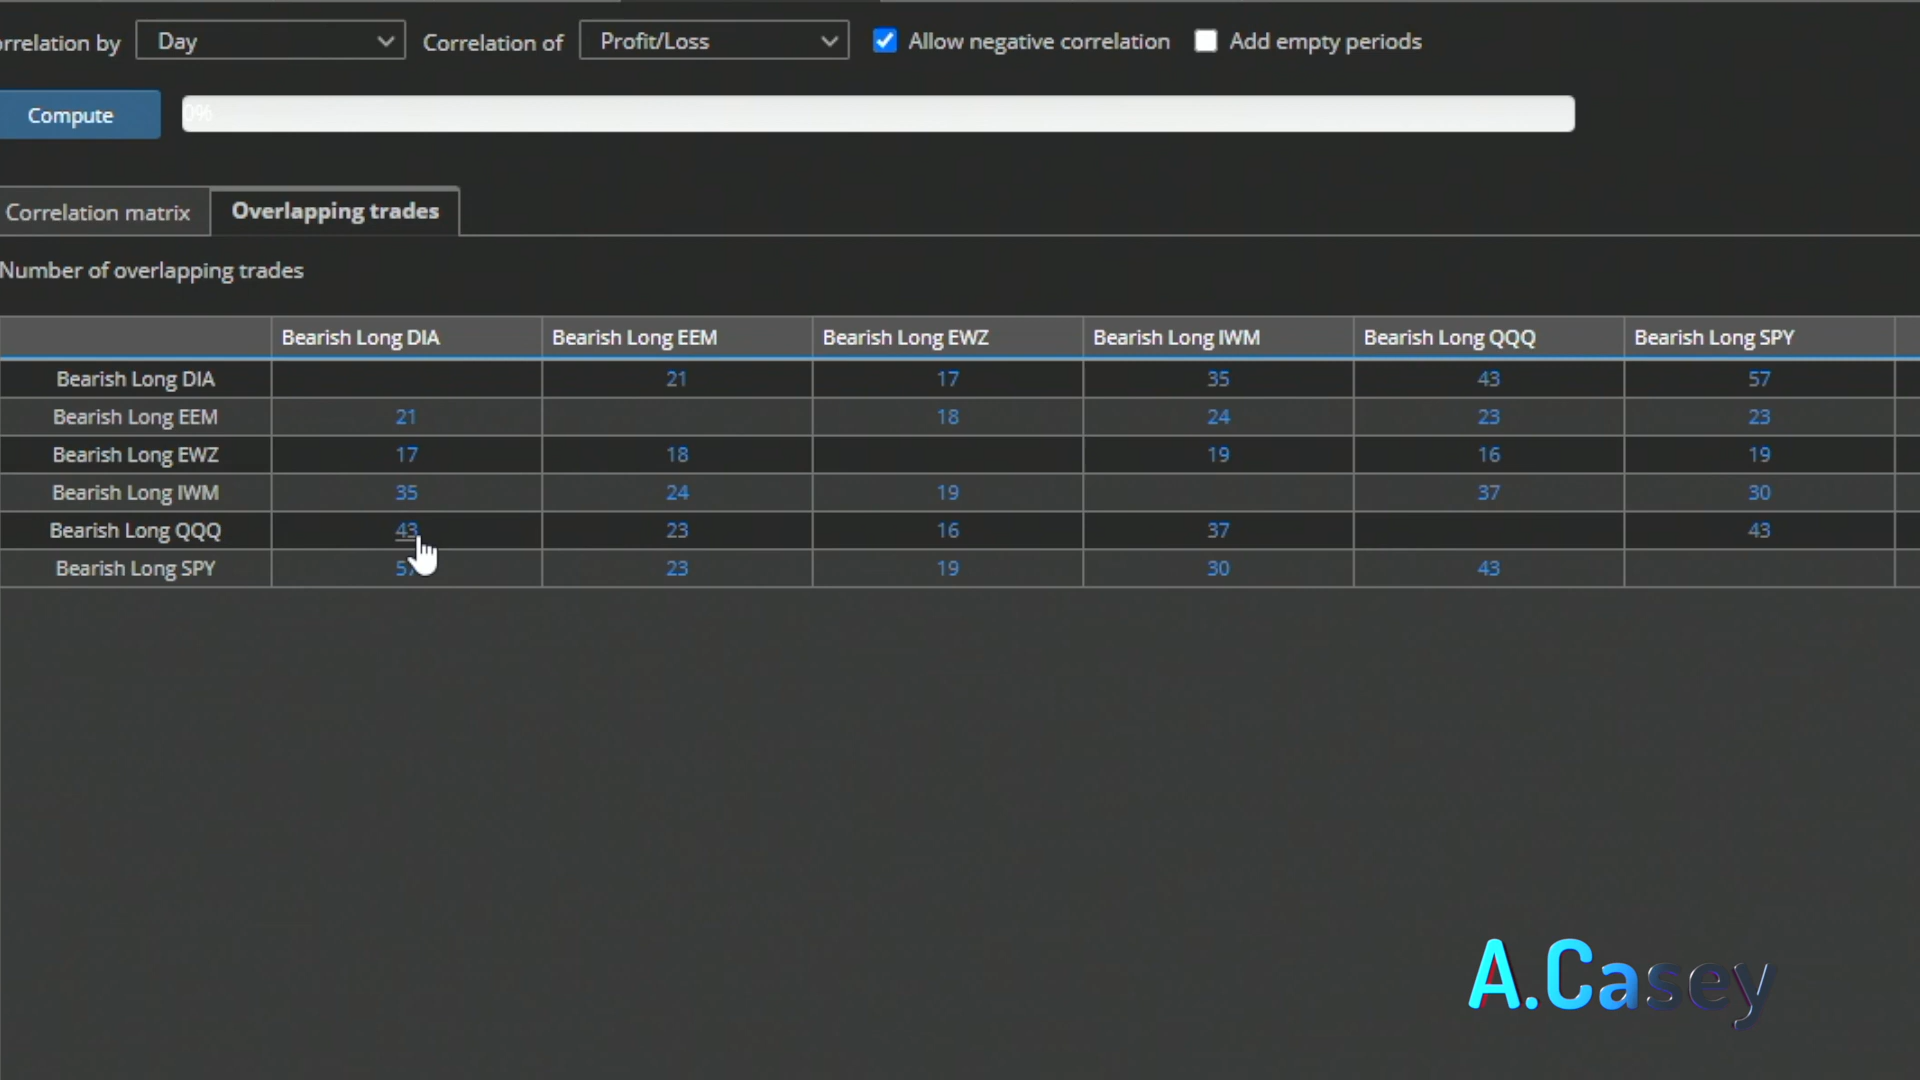 orrelation by Day Correlation of Profit/Loss Allow negative correlation Add empty periods
Compute 0%
Correlation matrix Overlapping trades
Number of overlapping trades
Bearish Long DIA Bearish Long EEM Bearish Long EWZ Bearish Long IWM Bearish Long QQQ Bearish Long SPY
Bearish Long DIA 21 17 35 43 57
Bearish Long EEM 21 18 24 23 23
Bearish Long EWZ 17 18 19 16 19
Bearish Long IWM 35 24 19 37 30
Bearish Long QQQ 43 23 16 37 43
Bearish Long SPY 57 23 19 30 43
A.Casey